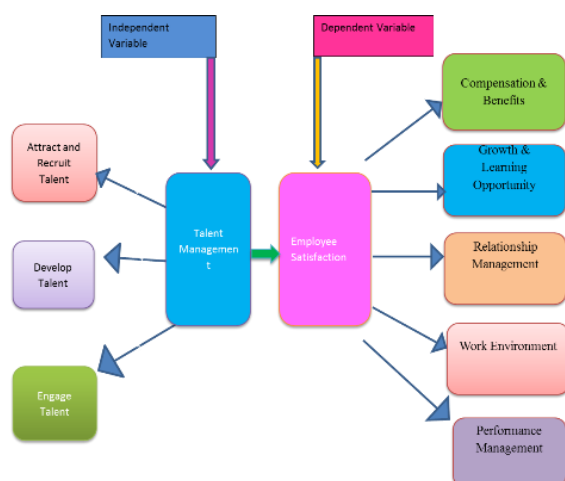 Independent
Variable
Dependent Variable
Compensation &
Benefits
Attract and
Recruit Talent
Growth &
Learning
Opportunity
Talent
Managemen
t
Employee
Satisfaction
Develop
Talent
Relationship
Management
Work Environment
Engage
Talent
Performance
Management